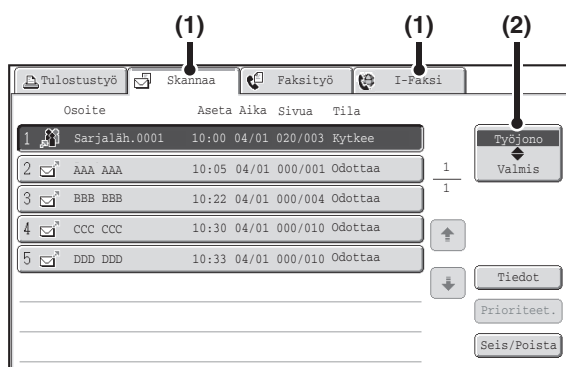 (1) (1) (2)
Tulostustyö Skannaa Faksityö I-Faksi
Osoite Aseta Aika Sivua Tila
1 Sarjaläh.0001 10:00 04/01 020/003 Kytkee
Työjono
Valmis
2 AAA AAA 10:05 04/01 000/001 Odottaa
1
1
3 BBB BBB 10:22 04/01 000/004 Odottaa
4 CCC CCC 10:30 04/01 000/010 Odottaa
5 DDD DDD 10:33 04/01 000/010 Odottaa
Tiedot
Prioriteet.
Seis/Poista